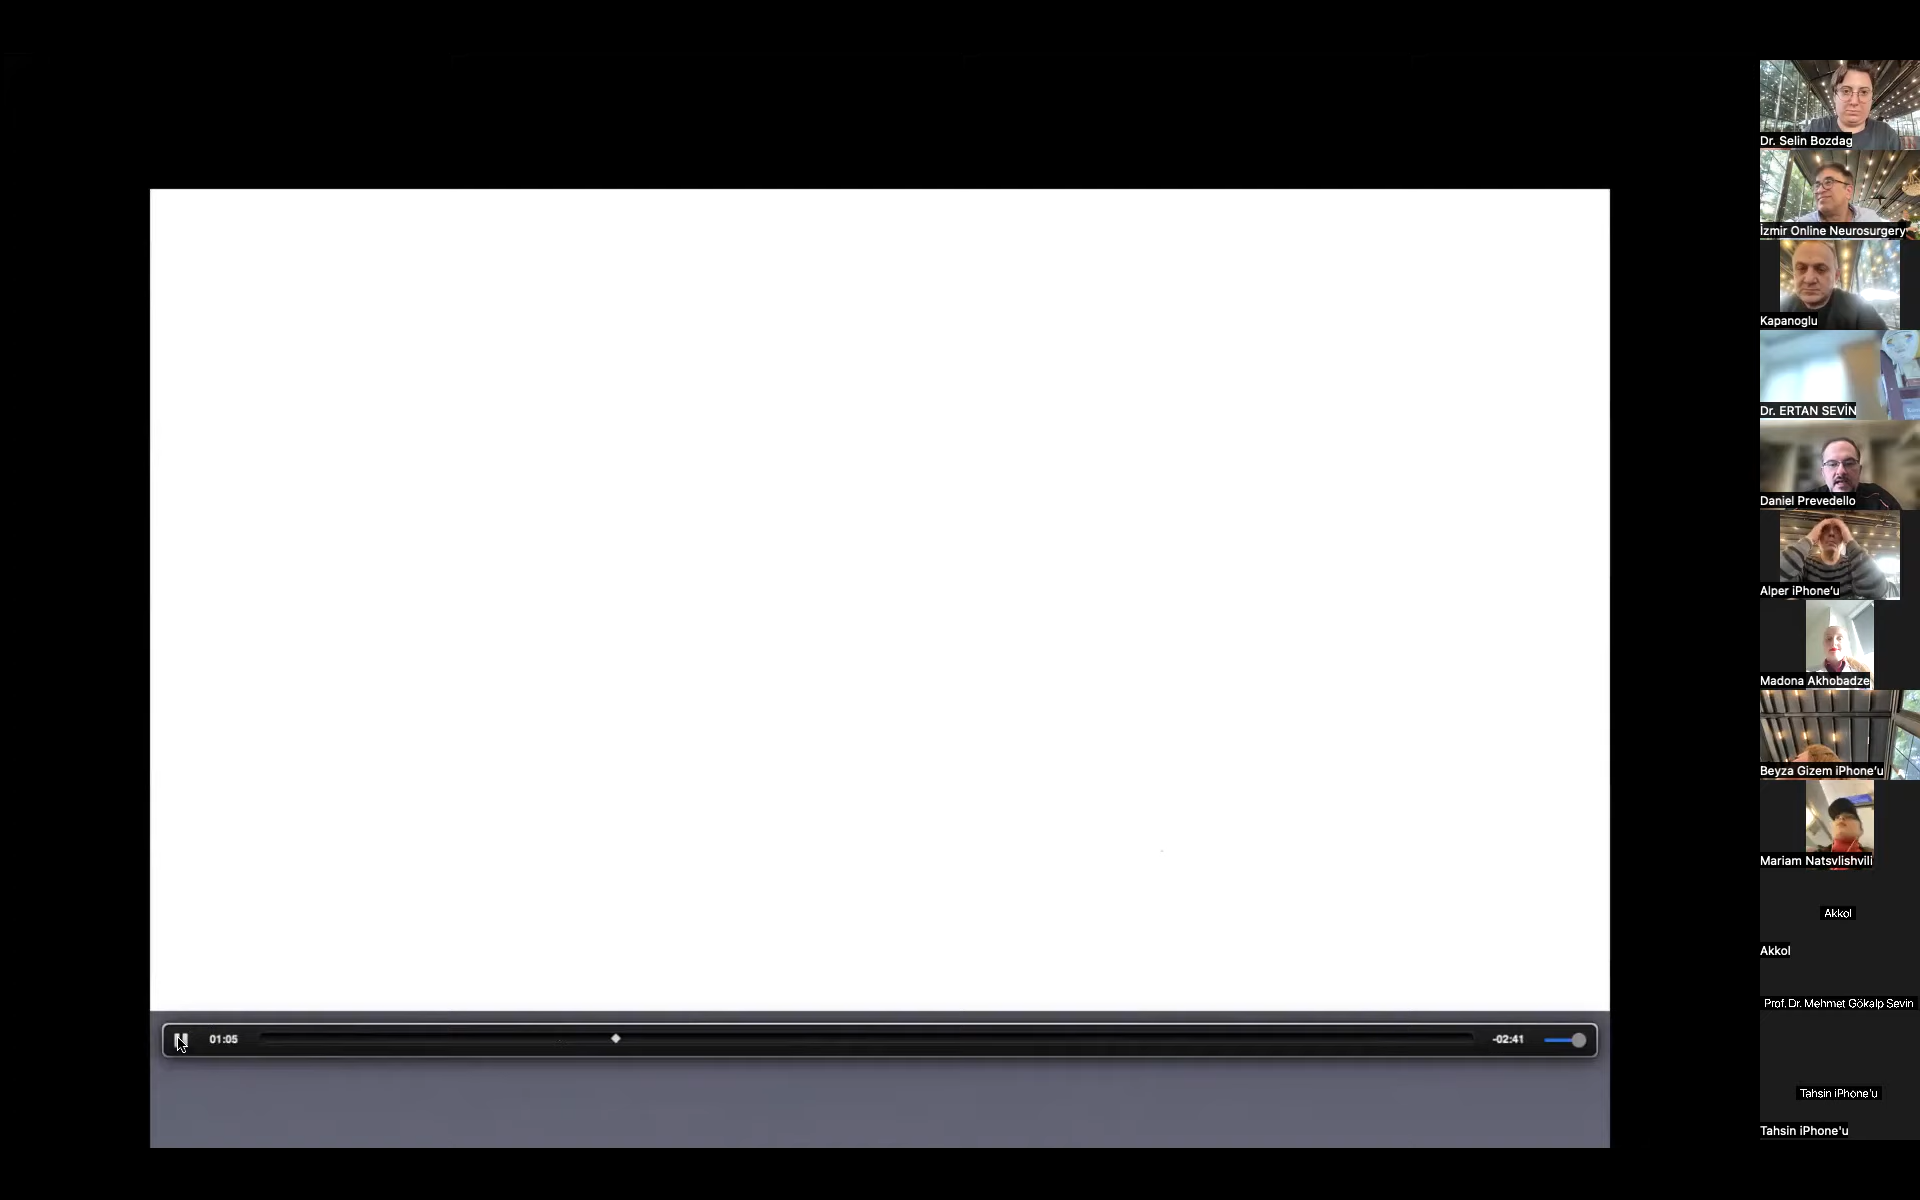 Dr. Selin Bozdag
İzmir Online Neurosurgery
Kapanoglu
Dr. ERTAN SEVİN
Daniel Prevedello
Alper iPhone'u
Madona Akhobadze
Beyza Gizem iPhone'u
Mariam Natsvlishvili
Akkol
Akkol
Prof. Dr. Mehmet Gökalp Sevin
01:05
-02:41
Tahsin iPhone'u
Tahsin iPhone'u